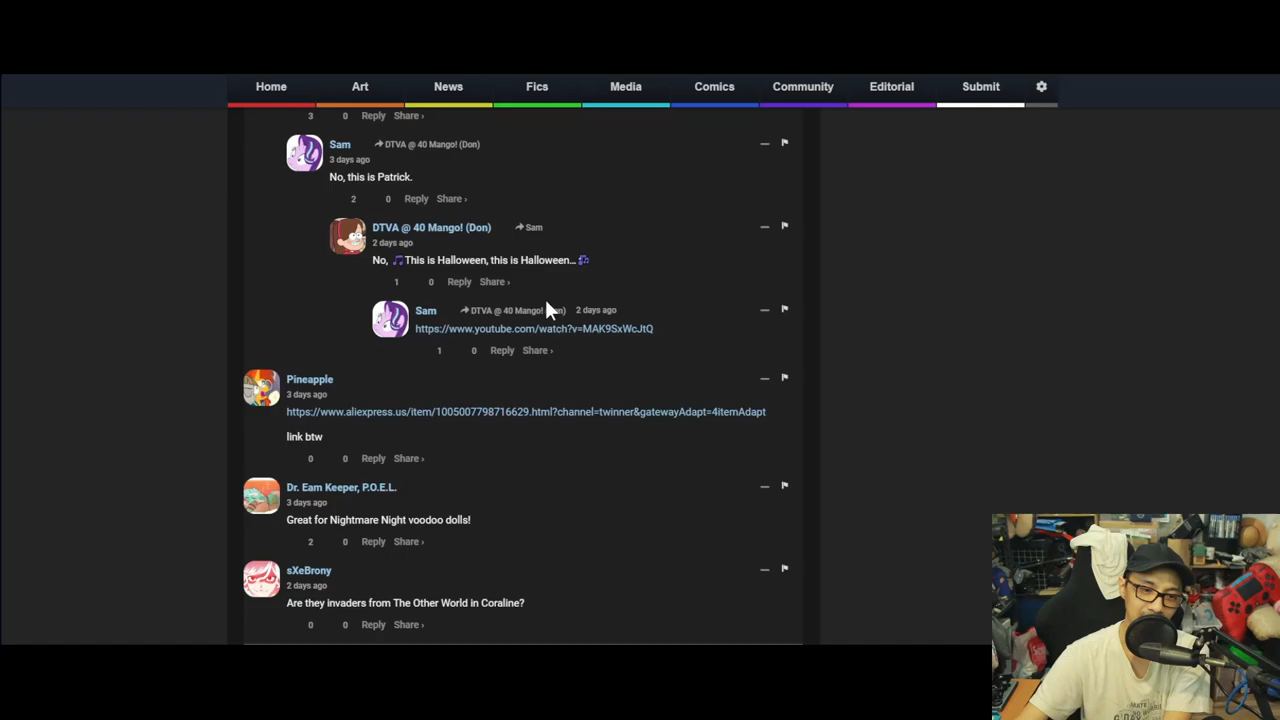 Home Art News Fics Media Comics Community Editorial Submit
3 0 Reply Share ›
Sam DTVA @ 40 Mango! (Don)
3 days ago
No, this is Patrick.
2 0 Reply Share ›
DTVA @ 40 Mango! (Don) Sam
2 days ago
No, 🎵This is Halloween, this is Halloween...🎶
1 0 Reply Share ›
Sam DTVA @ 40 Mango! 2 days ago
https://www.youtube.com/watch?v=MAK9SxWcJtQ
1 0 Reply Share ›
Pineapple
3 days ago
https://www.aliexpress.us/item/1005007798716629.html?channel=twinner&gatewayAdapt=4itemAdapt
link btw
0 0 Reply Share ›
Dr. Eam Keeper, P.O.E.L.
3 days ago
Great for Nightmare Night voodoo dolls!
2 0 Reply Share ›
sXeBrony
2 days ago
Are they invaders from The Other World in Coraline?
0 0 Reply Share ›